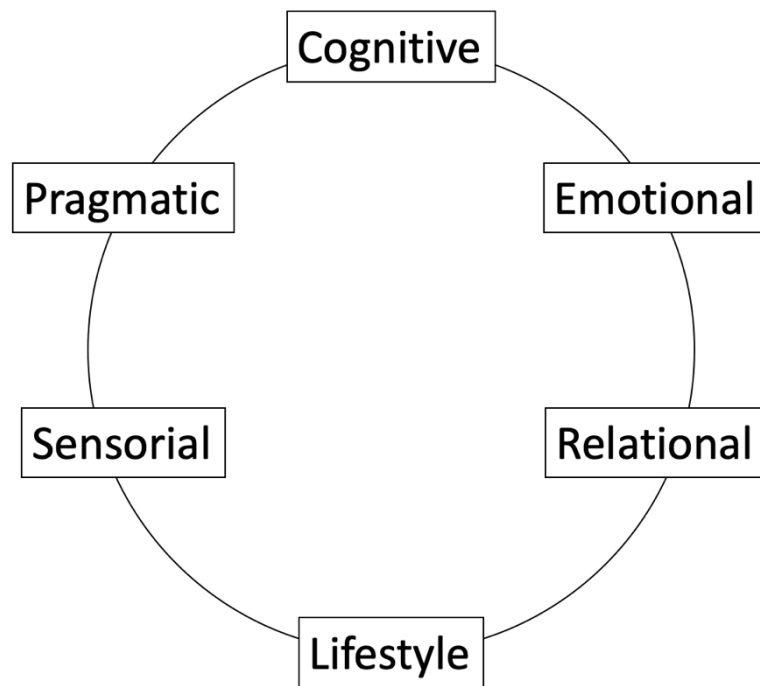 Cognitive
Pragmatic
Emotional
Sensorial
Relational
Lifestyle